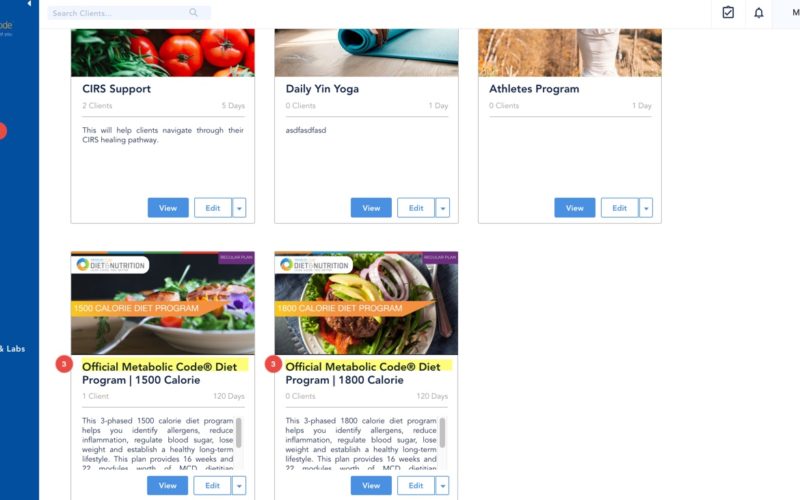 ode
of you
Search Clients...
M
CIRS Support
2 Clients 5 Days
This will help clients navigate through their
CIRS healing pathway.
View Edit
Daily Yin Yoga
0 Clients 1 Day
asdfasdfasd
View Edit
Athletes Program
0 Clients 1 Day
View Edit
& Labs
DIET&NUTRITION
REGULAR PLAN
1500 CALORIE DIET PROGRAM
3
Official Metabolic Code® Diet
Program | 1500 Calorie
1 Client 120 Days
This 3-phased 1500 calorie diet program
helps you identify allergens, reduce
inflammation, regulate blood sugar, lose
weight and establish a healthy long-term
lifestyle. This plan provides 16 weeks and
22 modules worth of MCD dietitian
View Edit
DIET&NUTRITION
REGULAR PLAN
1800 CALORIE DIET PROGRAM
3
Official Metabolic Code® Diet
Program | 1800 Calorie
0 Clients 120 Days
This 3-phased 1800 calorie diet program
helps you identify allergens, reduce
inflammation, regulate blood sugar, lose
weight and establish a healthy long-term
lifestyle. This plan provides 16 weeks and
22 modules worth of MCD dietitian
View Edit